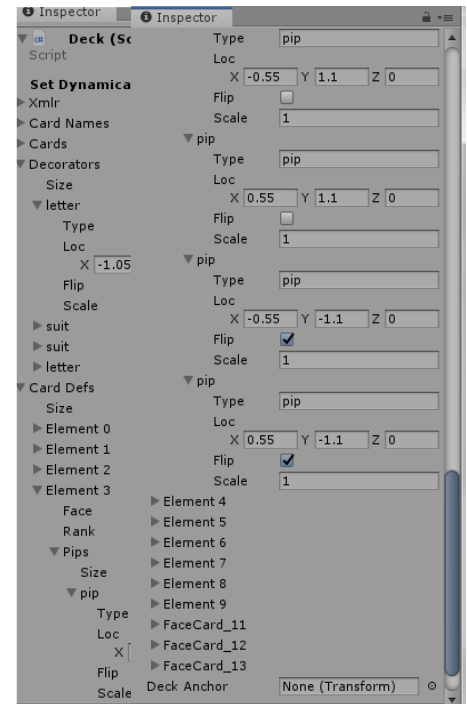 Inspector
Deck (Sc
Script
Set Dynamica
Xmlr
Card Names
Cards
Decorators
Size
letter
Type
Loc
X -1.05
Flip
Scale
suit
suit
letter
Card Defs
Size
Element 0
Element 1
Element 2
Element 3
Face
Rank
Pips
Size
pip
Type
Loc
X
Flip
Scale
Inspector
Type pip
Loc
X -0.55 Y 1.1 Z 0
Flip
Scale 1
pip
Type pip
Loc
X 0.55 Y 1.1 Z 0
Flip
Scale 1
pip
Type pip
Loc
X -0.55 Y -1.1 Z 0
Flip
Scale 1
pip
Type pip
Loc
X 0.55 Y -1.1 Z 0
Flip
Scale 1
Element 4
Element 5
Element 6
Element 7
Element 8
Element 9
FaceCard_11
FaceCard_12
FaceCard_13
Deck Anchor None (Transform)